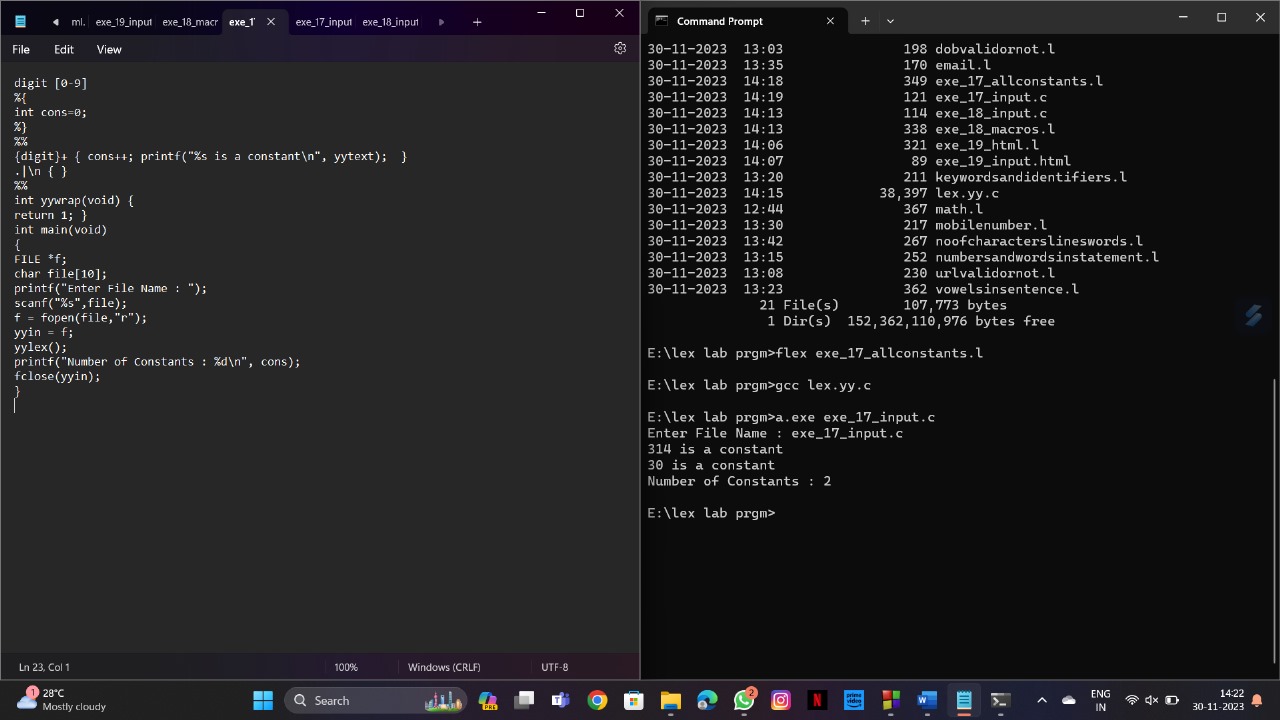 ml.
exe_19_input
exe_18_macr
exe_1
exe_17_input
exe_18_input
File
Edit
View
digit [0-9]
%{
int cons=0;
%}
%%
{digit}+ { cons++; printf("%s is a constant\n", yytext);  }
.|\n { }
%%
int yywrap(void) {
return 1; }
int main(void)
{
FILE *f;
char file[10];
printf("Enter File Name : ");
scanf("%s",file);
f = fopen(file,"r");
yyin = f;
yylex();
printf("Number of Constants : %d\n", cons);
fclose(yyin);
}
Ln 23, Col 1
100%
Windows (CRLF)
UTF-8
Command Prompt
30-11-2023  13:03               198 dobvalidornot.l
30-11-2023  13:35               170 email.l
30-11-2023  14:18               349 exe_17_allconstants.l
30-11-2023  14:19               121 exe_17_input.c
30-11-2023  14:13               114 exe_18_input.c
30-11-2023  14:13               338 exe_18_macros.l
30-11-2023  14:06               321 exe_19_html.l
30-11-2023  14:07                89 exe_19_input.html
30-11-2023  13:20               211 keywordsandidentifiers.l
30-11-2023  14:15            38,397 lex.yy.c
30-11-2023  12:44               367 math.l
30-11-2023  13:30               217 mobilenumber.l
30-11-2023  13:42               267 noofcharacterslineswords.l
30-11-2023  13:15               252 numbersandwordsinstatement.l
30-11-2023  13:08               230 urlvalidornot.l
30-11-2023  13:23               362 vowelsinsentence.l
21 File(s)        107,773 bytes
1 Dir(s)  152,362,110,976 bytes free
E:\lex lab prgm>flex exe_17_allconstants.l
E:\lex lab prgm>gcc lex.yy.c
E:\lex lab prgm>a.exe exe_17_input.c
Enter File Name : exe_17_input.c
314 is a constant
30 is a constant
Number of Constants : 2
E:\lex lab prgm>
1
28°C
Mostly cloudy
Search
PRE
2
prime video
ENG
IN
14:22
30-11-2023